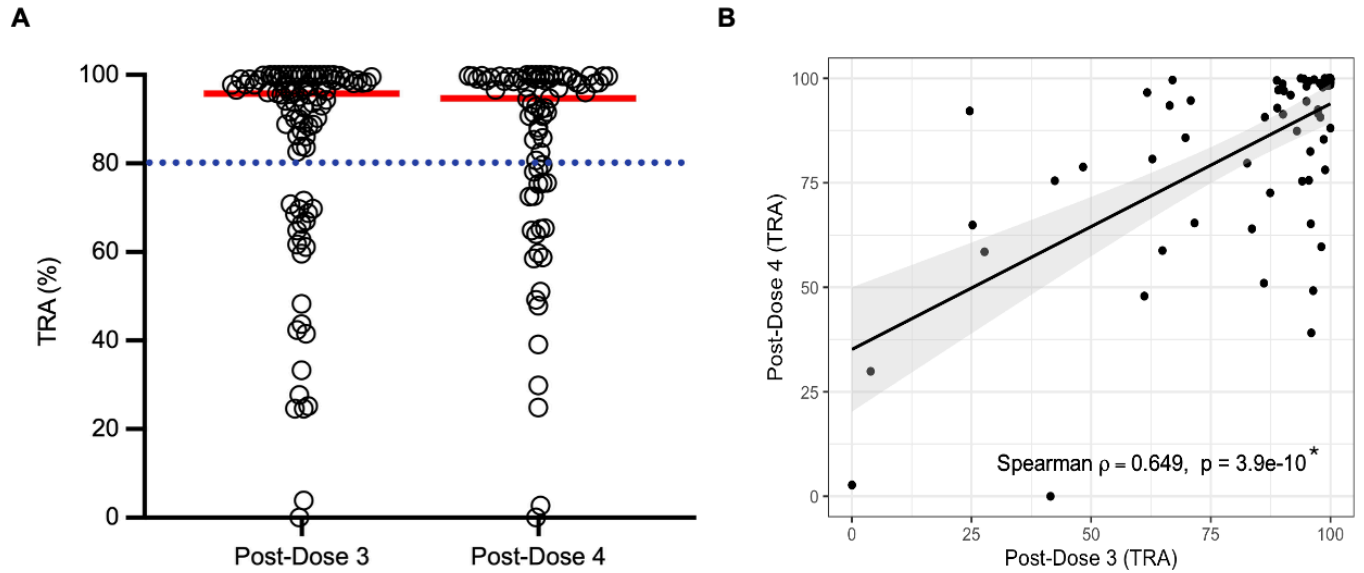 A
TRA (%)
100
80
60
40
20
0
Post-Dose 3
Post-Dose 4
B
Post-Dose 4 (TRA)
100
75
50
25
0
Spearman ρ = 0.649, p = 3.9e-10*
0
25
50
75
100
Post-Dose 3 (TRA)